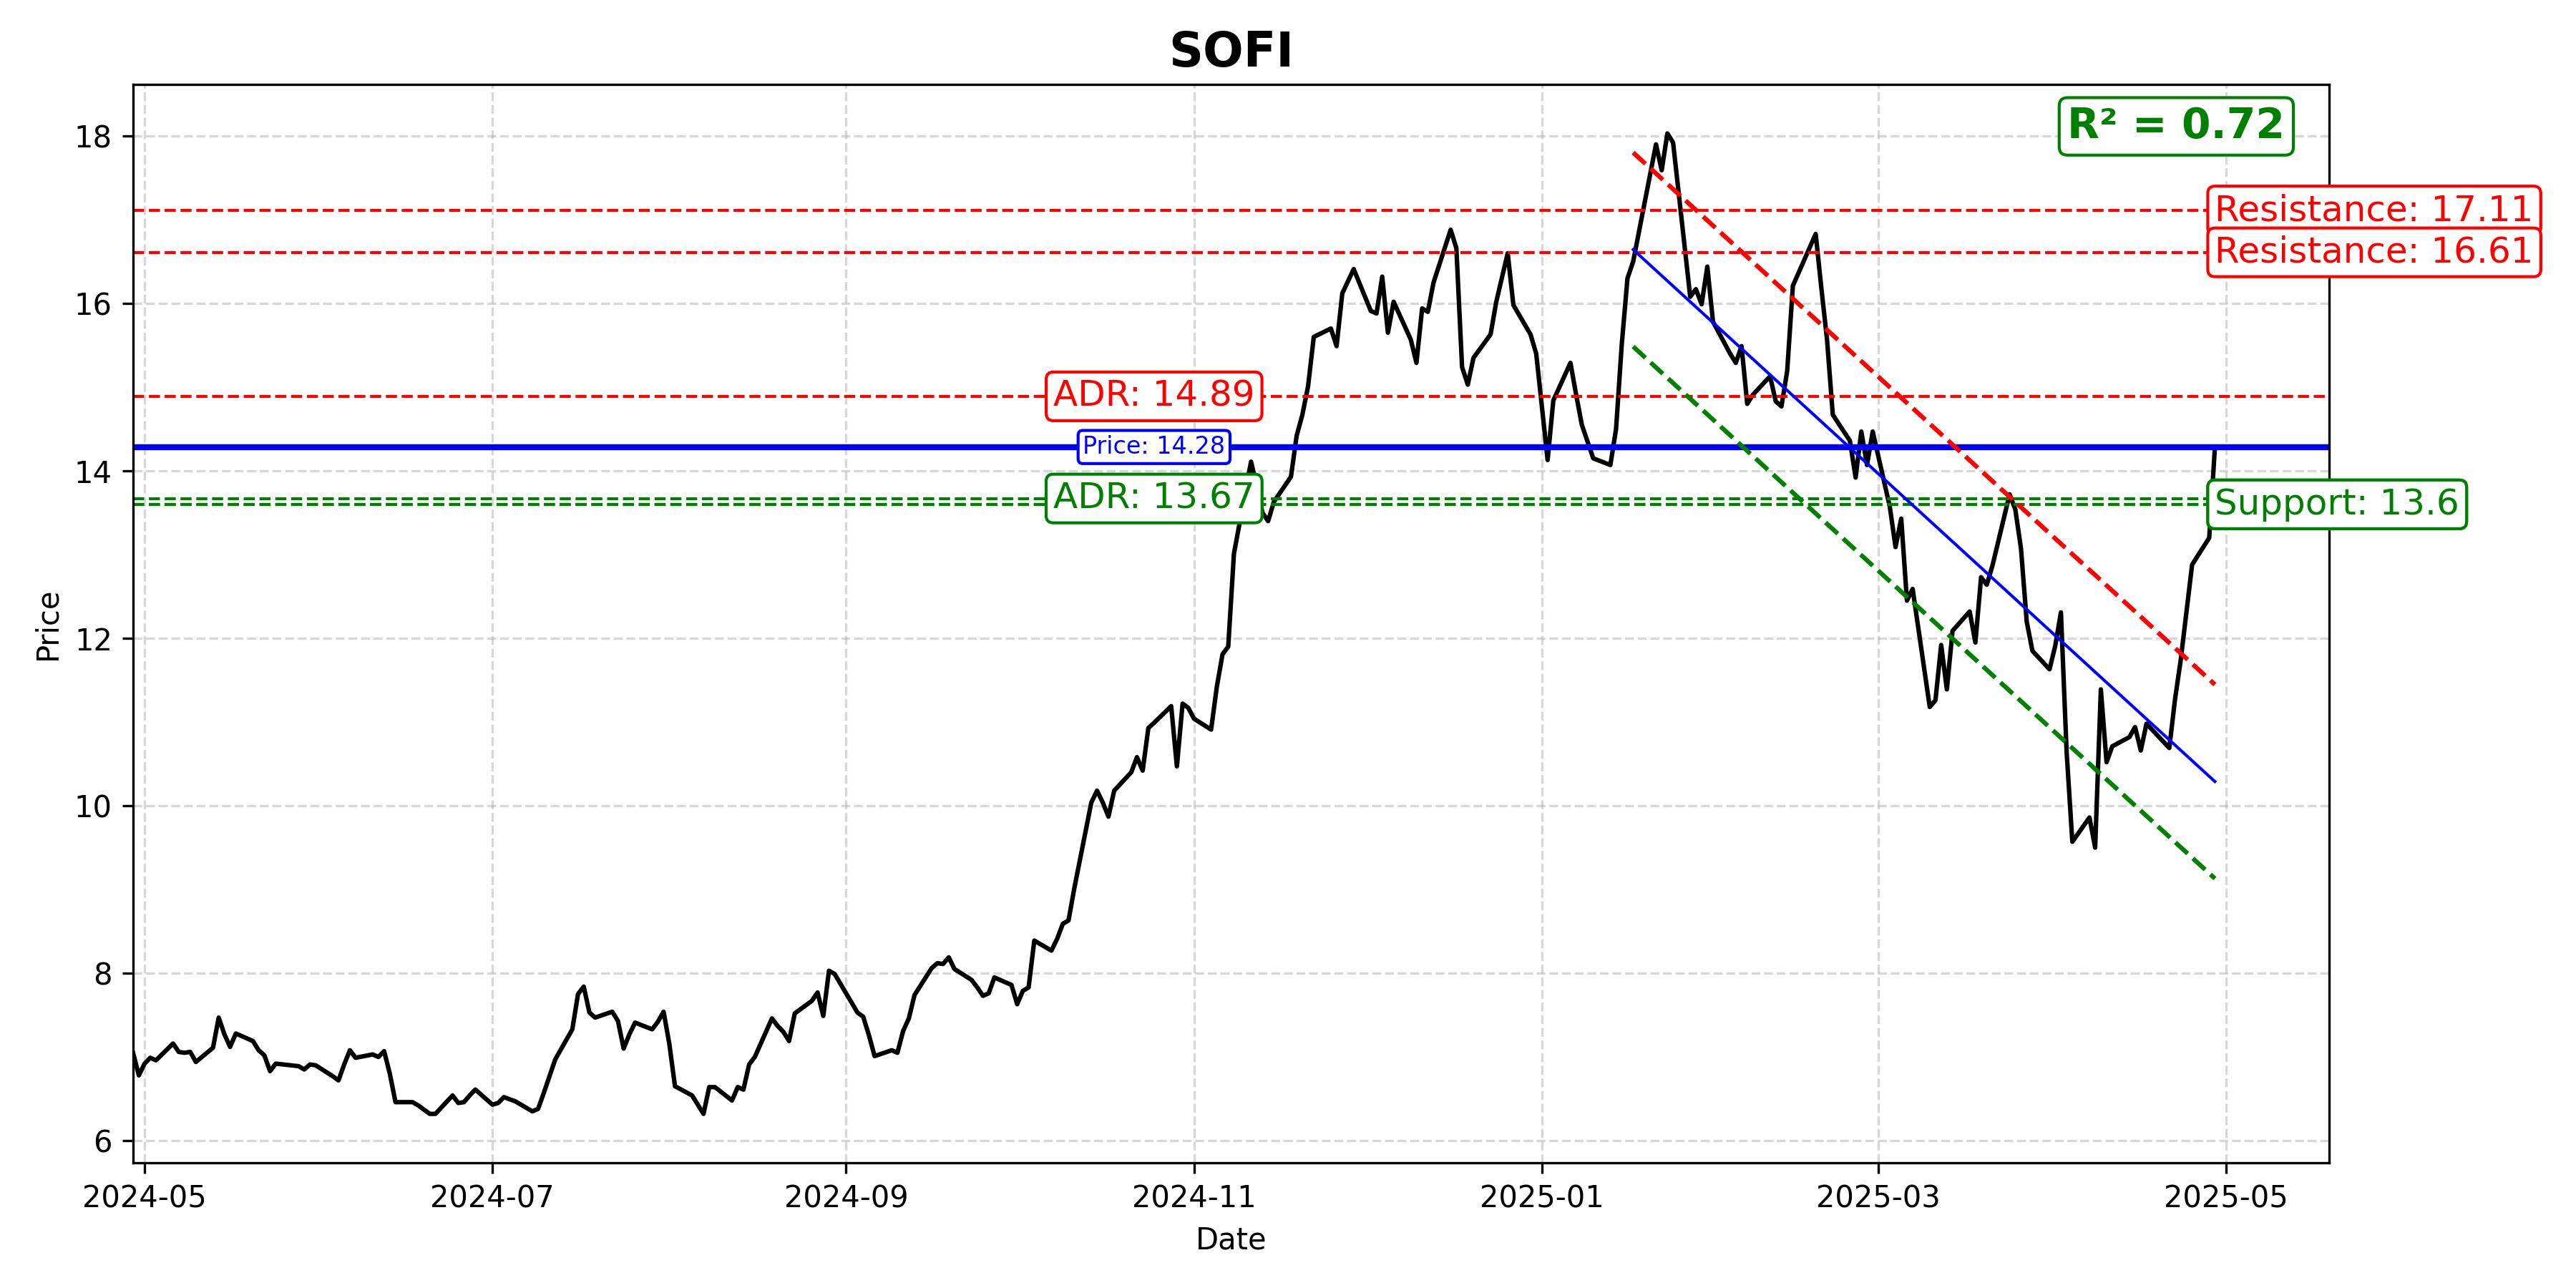 SOFI
R² = 0.72
18
16
14
12
10
8
6
Price
Resistance: 17.11
Resistance: 16.61
ADR: 14.89
Price: 14.28
ADR: 13.67
Support: 13.6
2024-05
2024-07
2024-09
2024-11
2025-01
2025-03
2025-05
Date